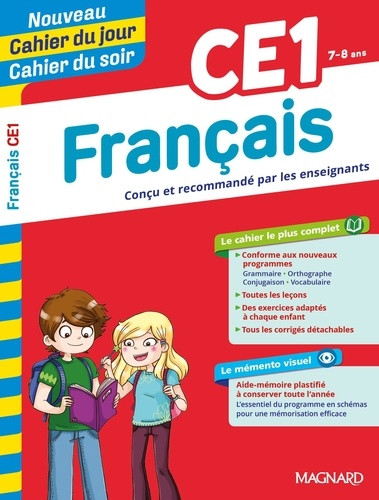 Nouveau
Cahier du jour
Cahier du soir
CE1
7-8 ans
Français
Conçu et recommandé par les enseignants
Français CE1
Le cahier le plus complet
Conforme aux nouveaux
programmes
Grammaire • Orthographe
Conjugaison • Vocabulaire
Toutes les leçons
Des exercices adaptés
à chaque enfant
Tous les corrigés détachables
Le mémento visuel
Aide-mémoire plastifié
à conserver toute l'année
L'essentiel du programme en schémas
pour une mémorisation efficace
MAGNARD